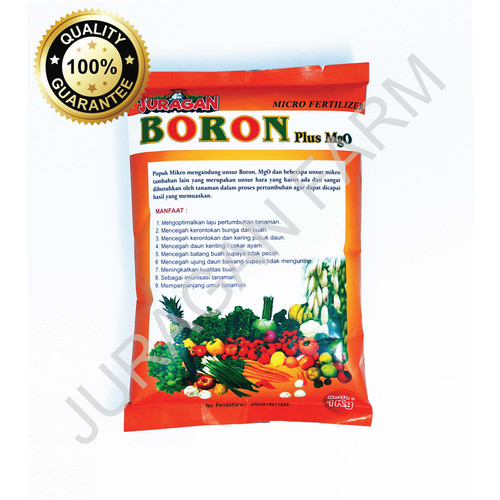 QUALITY
100%
GUARANTEE
JURAGAN
MICRO FERTILIZER
BORON Plus MgO
Pupuk Mikro mengandung unsur Boron, MgO dan beberapa unsur mikro
tambahan lain yang merupakan unsur hara yang harus ada dan sangat
dibutuhkan oleh tanaman dalam proses pertumbuhan agar dapat dicapai
hasil yang memuaskan.
MANFAAT :
1. Mengoptimalkan laju pertumbuhan tanaman.
2. Mencegah kerontokan bunga dan buah.
3. Mencegah kerontokan dan kering pucuk daun.
4. Mencegah daun kenting / cakar ayam.
5. Mencegah batang buah supaya tidak pecah.
6. Mencegah ujung daun bawang supaya tidak menguning.
7. Meningkatkan kualitas buah.
8. Sebagai imunisasi tanaman.
9. Memperpanjang umur tanaman.
Netto :
1 Kg
No. Pendaftaran :
JURAGAN FARM